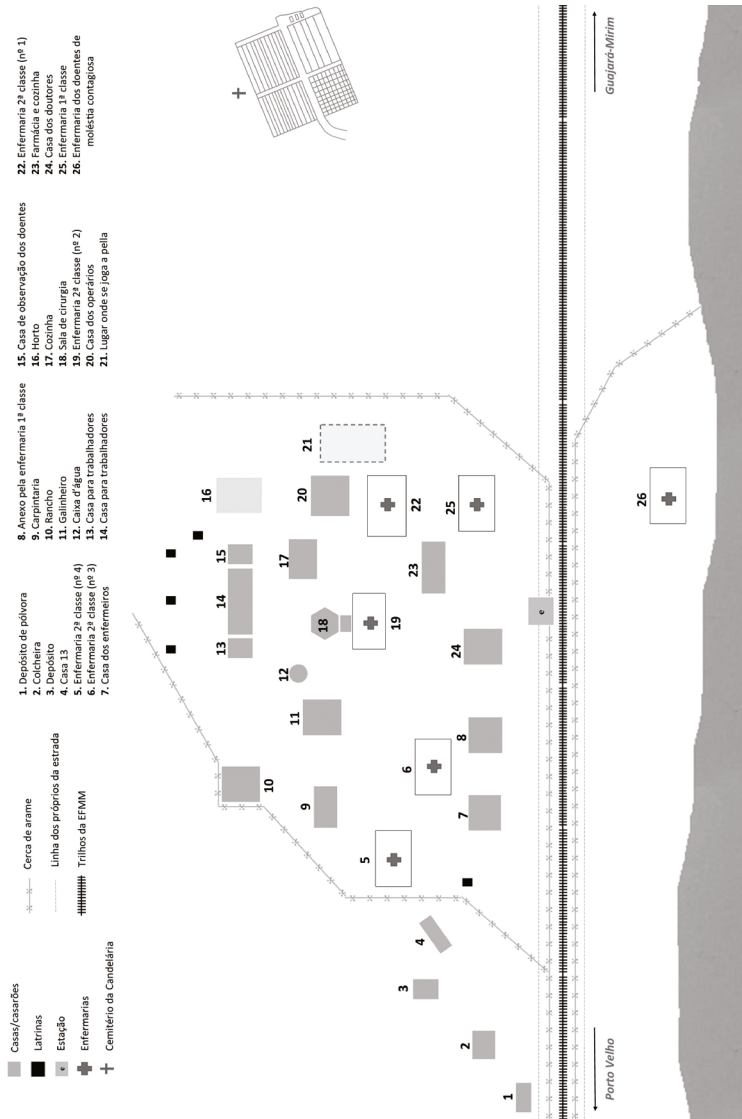 Casas/casarões
Latrinas
e
Estação
Enfermarias
Cemitério da Candelária
Cerca de arame
Linha dos próprios da estrada
Trilhos da EFMM
1. Depósito de pólvora
2. Colcheira
3. Depósito
4. Casa 13
5. Enfermaria 2ª classe (nº 4)
6. Enfermaria 2ª classe (nº 3)
7. Casa dos enfermeiros
8. Anexo pela enfermaria 1ª classe
9. Carpintaria
10. Rancho
11. Galinheiro
12. Caixa d'água
13. Casa para trabalhadores
14. Casa para trabalhadores
15. Casa de observação dos doentes
16. Horto
17. Cozinha
18. Sala de cirurgia
19. Enfermaria 2ª classe (nº 2)
20. Casa dos operários
21. Lugar onde se joga a pella
22. Enfermaria 2ª classe (nº 1)
23. Farmácia e cozinha
24. Casa dos doutores
25. Enfermaria 1ª classe
26. Enfermaria dos doentes de
moléstia contagiosa
10
13
14
15
16
9
11
12
18
17
20
21
5
19
22
4
6
23
3
7
8
24
25
2
1
e
26
Porto Velho
Guajará-Mirim